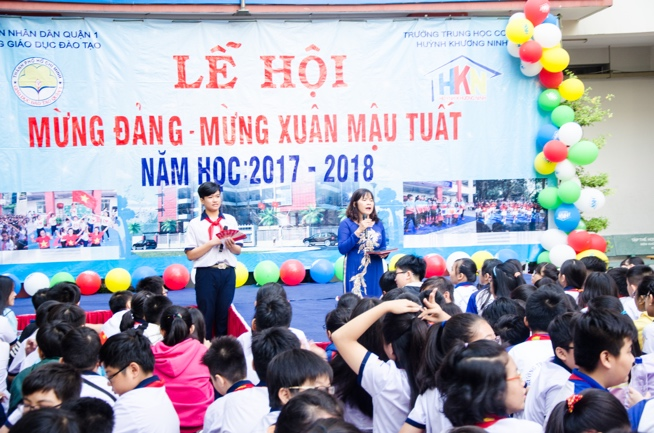 N NHÂN DÂN QUẬN 1
G GIÁO DỤC ĐÀO TẠO
TRƯỜNG TRUNG HỌC CƠ
HUỲNH KHƯƠNG NINH
HKN
LỄ HỘI
MỪNG ĐẢNG - MỪNG XUÂN MẬU TUẤT
NĂM HỌC: 2017 - 2018